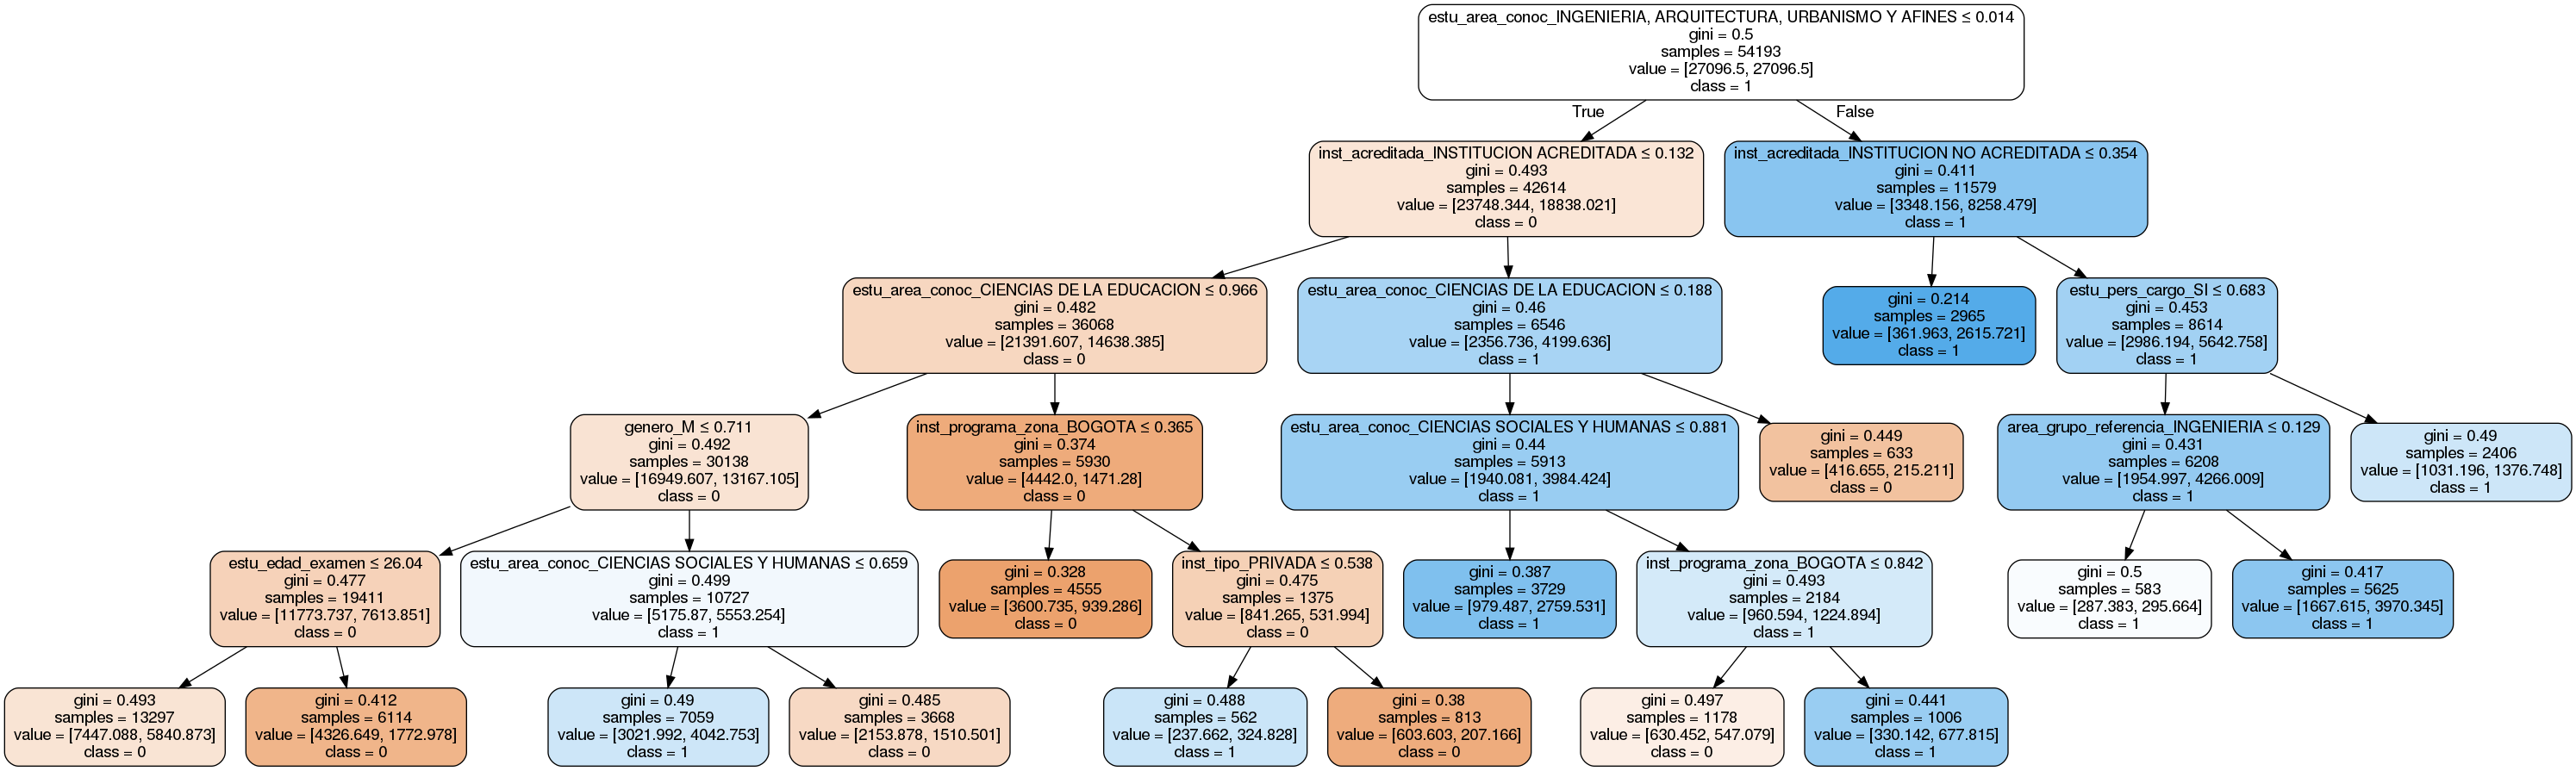 estu_area_conoc_INGENIERIA, ARQUITECTURA, URBANISMO Y AFINES ≤ 0.014
gini = 0.5
samples = 54193
value = [27096.5, 27096.5]
class = 1
True
False
inst_acreditada_INSTITUCION ACREDITADA ≤ 0.132
gini = 0.493
samples = 42614
value = [23748.344, 18838.021]
class = 0
inst_acreditada_INSTITUCION NO ACREDITADA ≤ 0.354
gini = 0.411
samples = 11579
value = [3348.156, 8258.479]
class = 1
estu_area_conoc_CIENCIAS DE LA EDUCACION ≤ 0.966
gini = 0.482
samples = 36068
value = [21391.607, 14638.385]
class = 0
estu_area_conoc_CIENCIAS DE LA EDUCACION ≤ 0.188
gini = 0.46
samples = 6546
value = [2356.736, 4199.636]
class = 1
gini = 0.214
samples = 2965
value = [361.963, 2615.721]
class = 1
estu_pers_cargo_SI ≤ 0.683
gini = 0.453
samples = 8614
value = [2986.194, 5642.758]
class = 1
genero_M ≤ 0.711
gini = 0.492
samples = 30138
value = [16949.607, 13167.105]
class = 0
inst_programa_zona_BOGOTA ≤ 0.365
gini = 0.374
samples = 5930
value = [4442.0, 1471.28]
class = 0
estu_area_conoc_CIENCIAS SOCIALES Y HUMANAS ≤ 0.881
gini = 0.44
samples = 5913
value = [1940.081, 3984.424]
class = 1
gini = 0.449
samples = 633
value = [416.655, 215.211]
class = 0
area_grupo_referencia_INGENIERIA ≤ 0.129
gini = 0.431
samples = 6208
value = [1954.997, 4266.009]
class = 1
gini = 0.49
samples = 2406
value = [1031.196, 1376.748]
class = 1
estu_edad_examen ≤ 26.04
gini = 0.477
samples = 19411
value = [11773.737, 7613.851]
class = 0
estu_area_conoc_CIENCIAS SOCIALES Y HUMANAS ≤ 0.659
gini = 0.499
samples = 10727
value = [5175.87, 5553.254]
class = 1
gini = 0.328
samples = 4555
value = [3600.735, 939.286]
class = 0
inst_tipo_PRIVADA ≤ 0.538
gini = 0.475
samples = 1375
value = [841.265, 531.994]
class = 0
gini = 0.387
samples = 3729
value = [979.487, 2759.531]
class = 1
inst_programa_zona_BOGOTA ≤ 0.842
gini = 0.493
samples = 2184
value = [960.594, 1224.894]
class = 1
gini = 0.5
samples = 583
value = [287.383, 295.664]
class = 1
gini = 0.417
samples = 5625
value = [1667.615, 3970.345]
class = 1
gini = 0.493
samples = 13297
value = [7447.088, 5840.873]
class = 0
gini = 0.412
samples = 6114
value = [4326.649, 1772.978]
class = 0
gini = 0.49
samples = 7059
value = [3021.992, 4042.753]
class = 1
gini = 0.485
samples = 3668
value = [2153.878, 1510.501]
class = 0
gini = 0.488
samples = 562
value = [237.662, 324.828]
class = 1
gini = 0.38
samples = 813
value = [603.603, 207.166]
class = 0
gini = 0.497
samples = 1178
value = [630.452, 547.079]
class = 0
gini = 0.441
samples = 1006
value = [330.142, 677.815]
class = 1